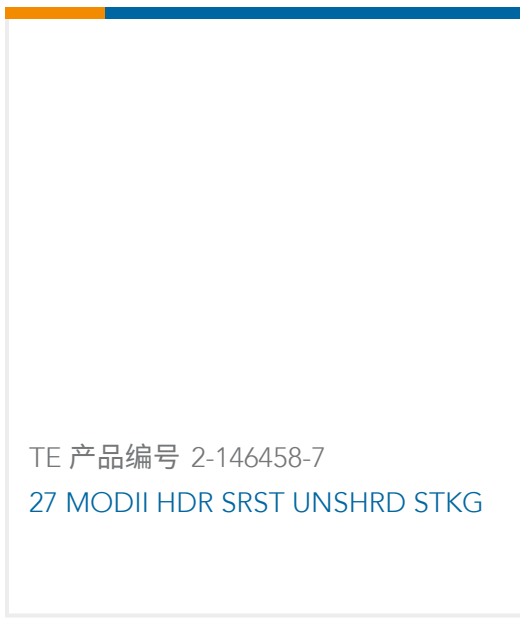 TE 产品编号 2-146458-7
27 MODII HDR SRST UNSHRD STKG